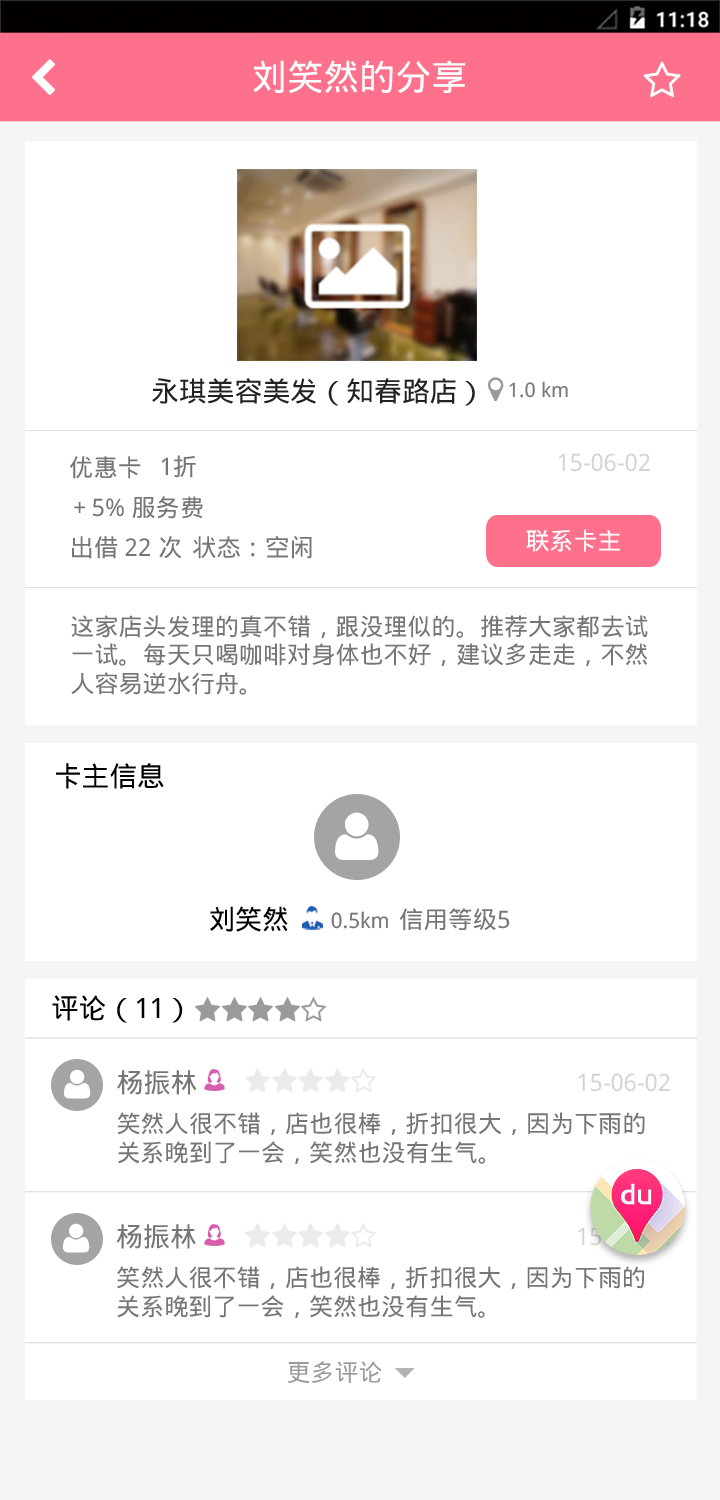 11:18
刘笑然的分享
永琪美容美发（知春路店） 1.0 km
优惠卡 1折
15-06-02
+ 5% 服务费
出借 22 次 状态：空闲
联系卡主
这家店头发理的真不错，跟没理似的。推荐大家都去试
一试。每天只喝咖啡对身体也不好，建议多走走，不然
人容易逆水行舟。
卡主信息
刘笑然 0.5km 信用等级5
评论（11）
杨振林 15-06-02
笑然人很不错，店也很棒，折扣很大，因为下雨的
关系晚到了一会，笑然也没有生气。
du
杨振林 15
笑然人很不错，店也很棒，折扣很大，因为下雨的
关系晚到了一会，笑然也没有生气。
更多评论